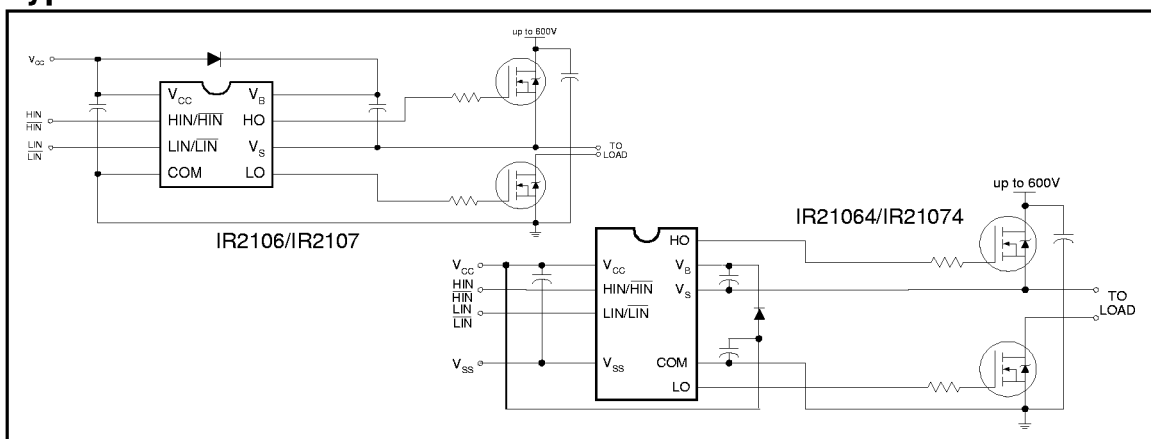 up to 600V
VCC
VCC
VB
HIN
HIN
HIN/HIN
HO
LIN
LIN
LIN/LIN
VS
TO
LOAD
COM
LO
IR2106/IR2107
up to 600V
IR21064/IR21074
HO
VCC
VCC
VB
HIN
HIN
HIN/HIN
VS
LIN
LIN
LIN/LIN
TO
LOAD
VSS
VSS
COM
LO